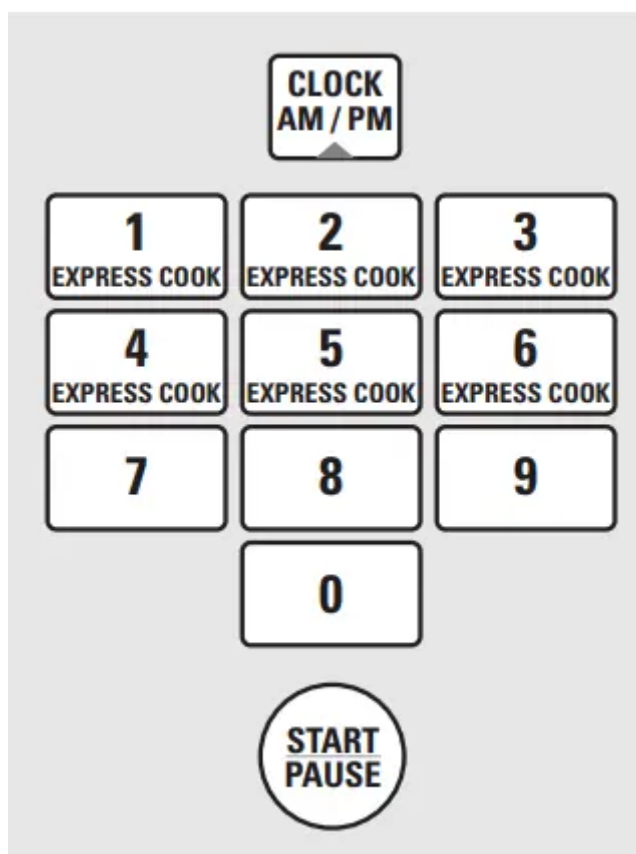 CLOCK
AM / PM
1 2 3
EXPRESS COOK EXPRESS COOK EXPRESS COOK
4 5 6
EXPRESS COOK EXPRESS COOK EXPRESS COOK
7 8 9
0
START
PAUSE